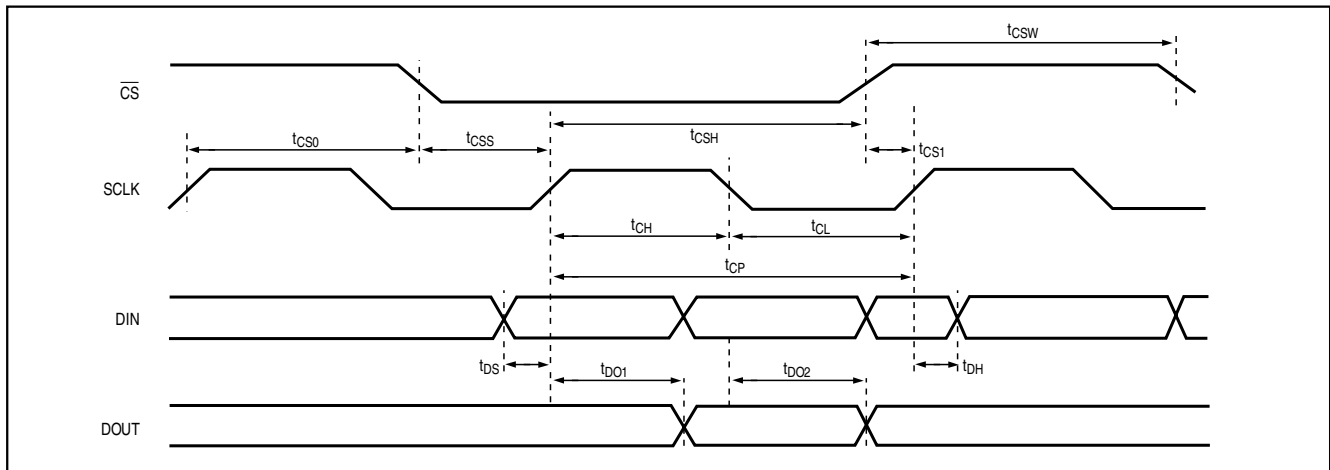 tCSW
CS
tCS0
tCSS
tCSH
tCS1
SCLK
tCH
tCL
tCP
DIN
tDS
tDO1
tDO2
tDH
DOUT